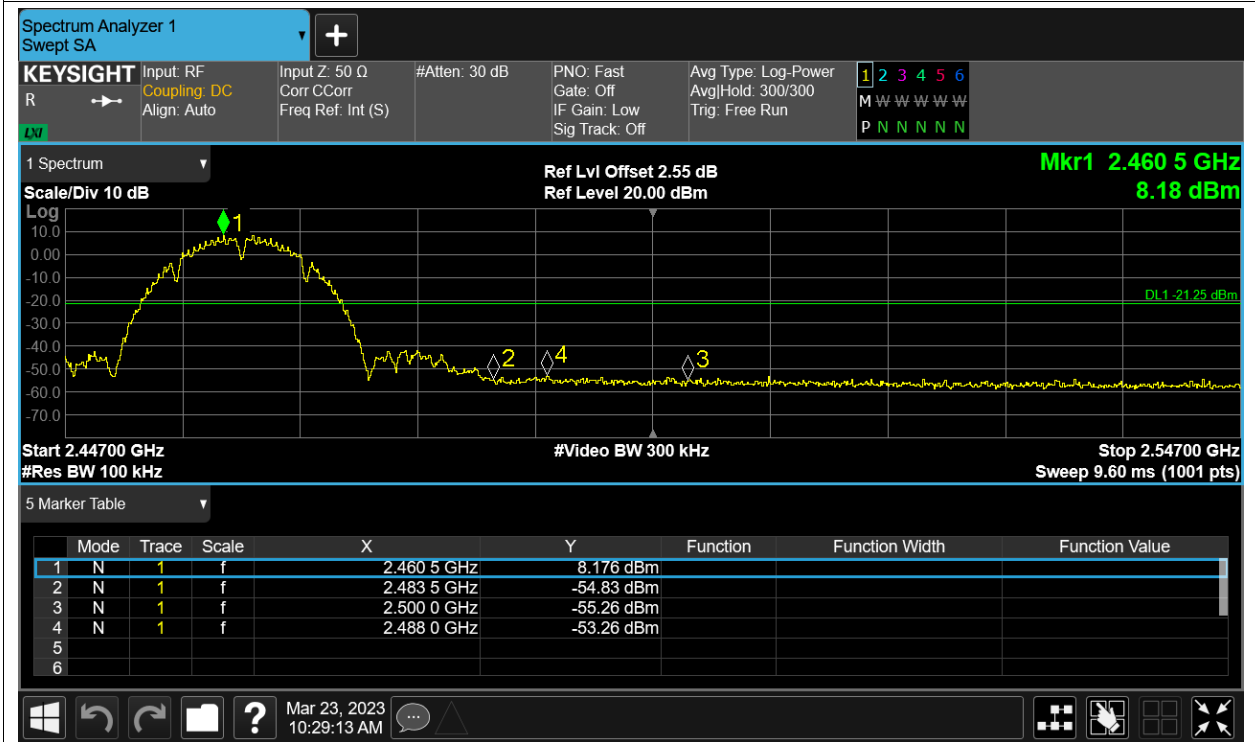 Spectrum Analyzer 1
Swept SA
+
KEYSIGHT
R
LXI
Input: RF
Coupling: DC
Align: Auto
Input Z: 50 Ω
Corr CCorr
Freq Ref: Int (S)
#Atten: 30 dB
PNO: Fast
Gate: Off
IF Gain: Low
Sig Track: Off
Avg Type: Log-Power
Avg|Hold: 300/300
Trig: Free Run
1 2 3 4 5 6
M W W W W W
P N N N N N
1 Spectrum
Scale/Div 10 dB
Ref Lvl Offset 2.55 dB
Ref Level 20.00 dBm
Mkr1 2.460 5 GHz
8.18 dBm
Log
10.0
0.00
-10.0
-20.0
-30.0
-40.0
-50.0
-60.0
-70.0
1
2
4
3
DL1 -21.25 dBm
Start 2.44700 GHz
#Res BW 100 kHz
#Video BW 300 kHz
Stop 2.54700 GHz
Sweep 9.60 ms (1001 pts)
5 Marker Table
Mode Trace Scale X Y Function Function Width Function Value
1 N 1 f 2.460 5 GHz 8.176 dBm
2 N 1 f 2.483 5 GHz -54.83 dBm
3 N 1 f 2.500 0 GHz -55.26 dBm
4 N 1 f 2.488 0 GHz -53.26 dBm
5
6
?
Mar 23, 2023
10:29:13 AM